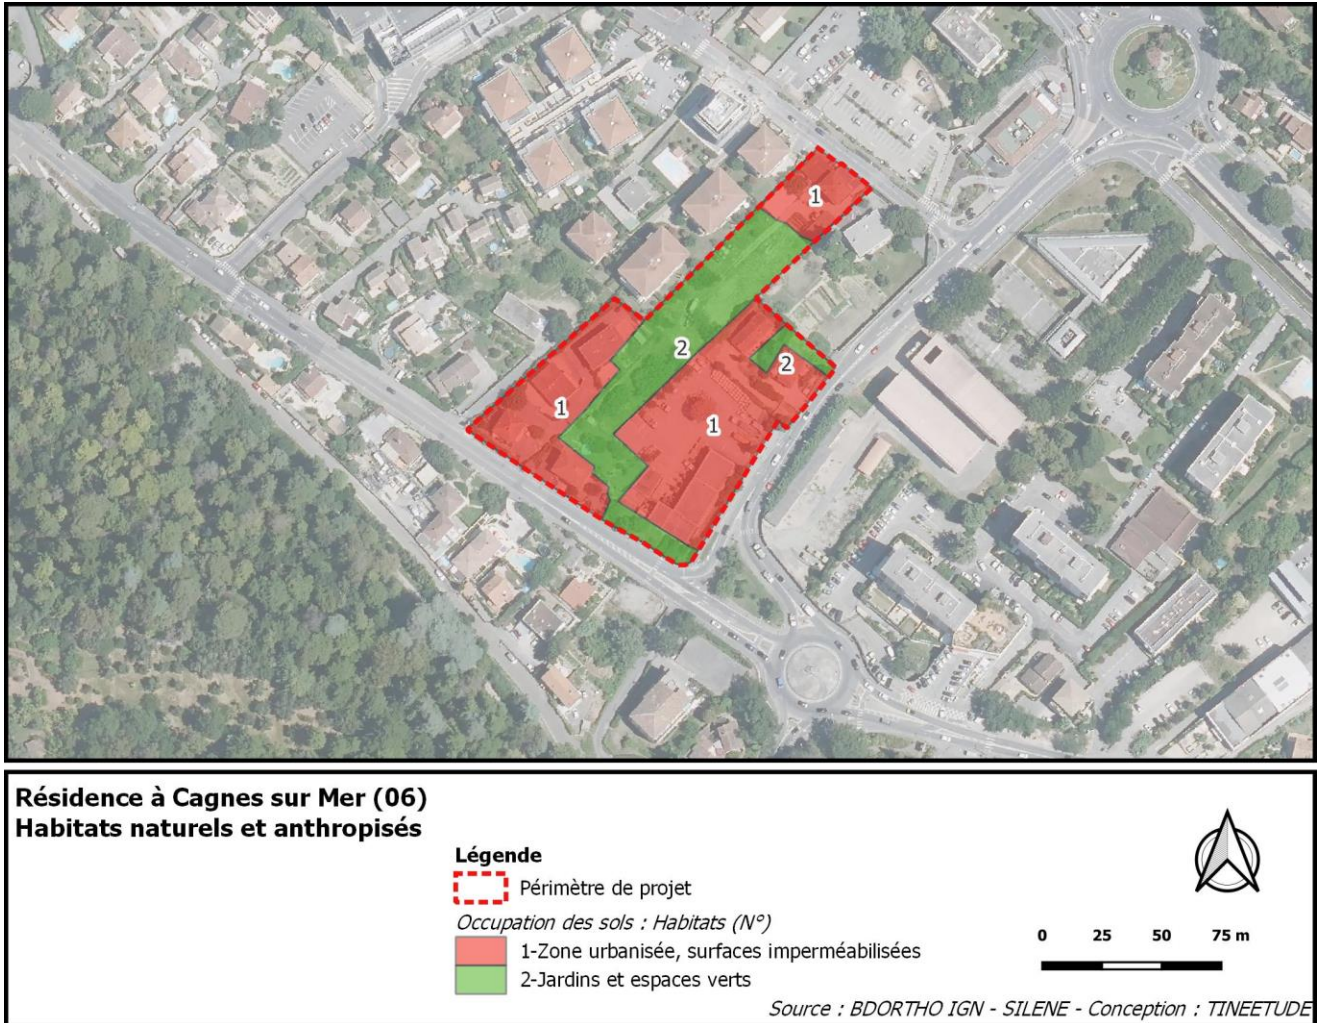 1
2
2
1
1
Résidence à Cagnes sur Mer (06)
Habitats naturels et anthropisés
Légende
Périmètre de projet
Occupation des sols : Habitats (N°)
1-Zone urbanisée, surfaces imperméabilisées
2-Jardins et espaces verts
0 25 50 75 m
Source : BDORTHO IGN - SILENE - Conception : TINEETUDE